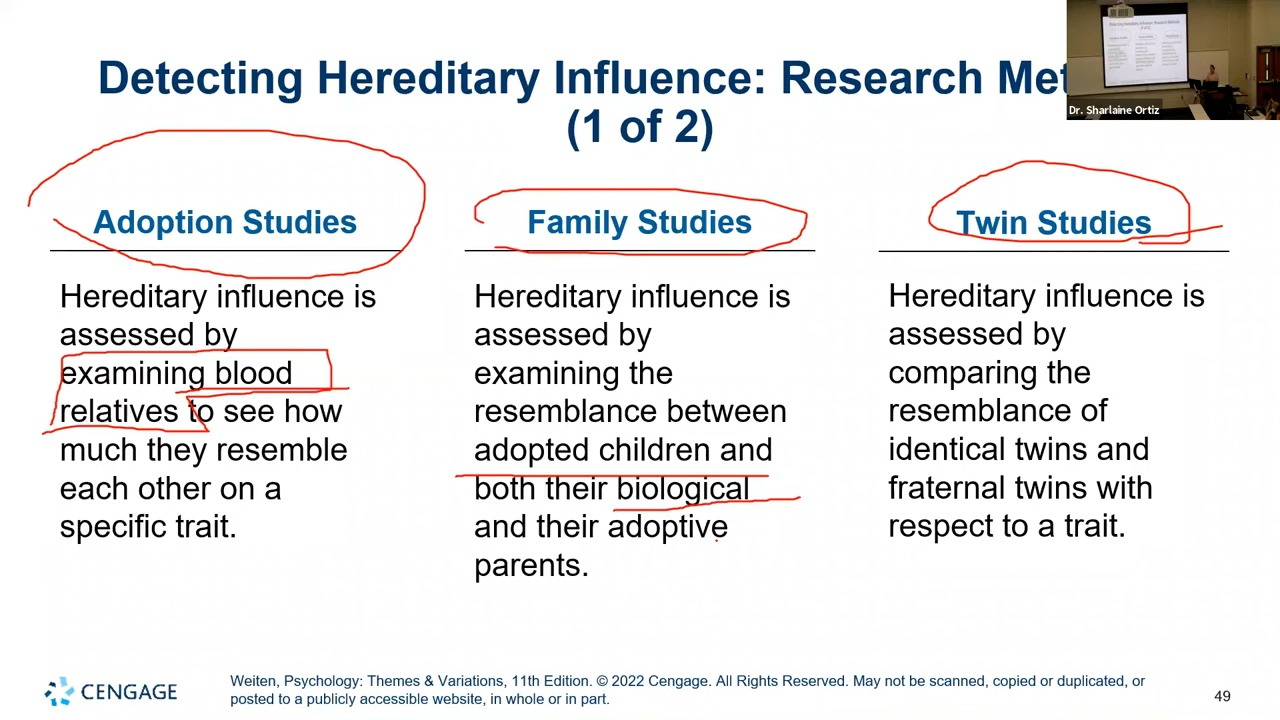 Detecting Hereditary Influence: Research Met
(1 of 2)
Dr. Sharlaine Ortiz
Adoption Studies
Hereditary influence is
assessed by
examining blood
relatives to see how
much they resemble
each other on a
specific trait.
Family Studies
Hereditary influence is
assessed by
examining the
resemblance between
adopted children and
both their biological
and their adoptive
parents.
Twin Studies
Hereditary influence is
assessed by
comparing the
resemblance of
identical twins and
fraternal twins with
respect to a trait.
CENGAGE
Weiten, Psychology: Themes & Variations, 11th Edition. © 2022 Cengage. All Rights Reserved. May not be scanned, copied or duplicated, or
posted to a publicly accessible website, in whole or in part.
49